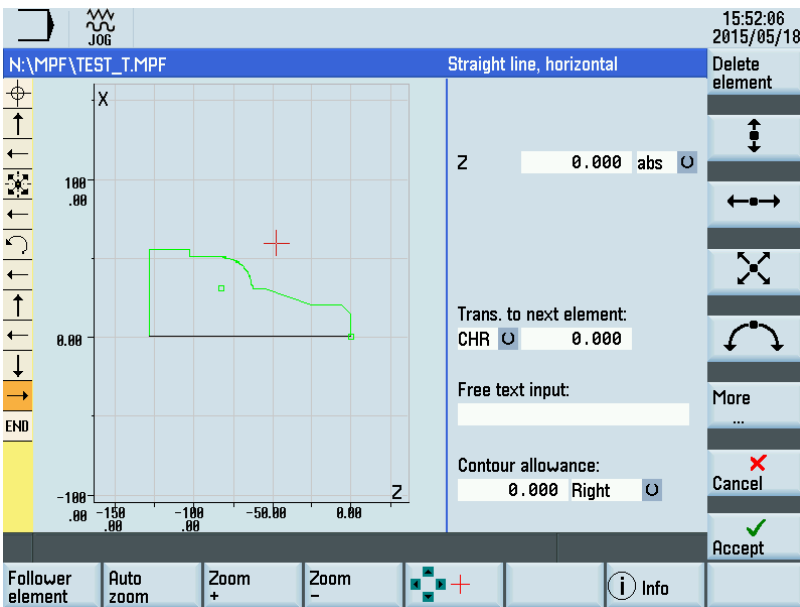 JOG
15:52:06
2015/05/18
N:\MPF\TEST_T.MPF
Straight line, horizontal
Delete
element
X
100
.00
0.00
-100
.00
-150
.00
-100
.00
-50.00
0.00
Z
END
Z
0.000
abs
Trans. to next element:
CHR
0.000
Free text input:
Contour allowance:
0.000
Right
More
...
Cancel
Accept
Follower
element
Auto
zoom
Zoom
+
Zoom
-
i Info